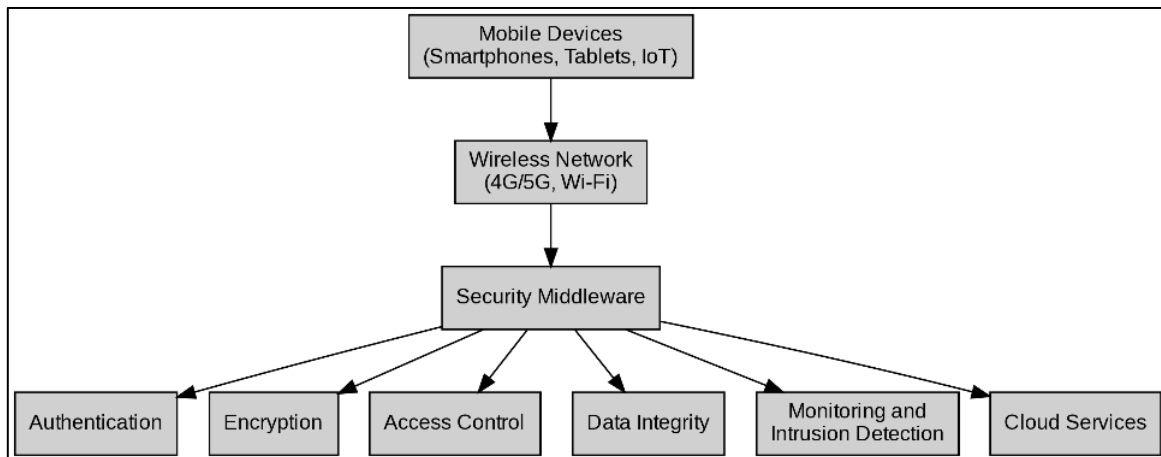 Mobile Devices
(Smartphones, Tablets, IoT)
Wireless Network
(4G/5G, Wi-Fi)
Security Middleware
Authentication
Encryption
Access Control
Data Integrity
Monitoring and
Intrusion Detection
Cloud Services